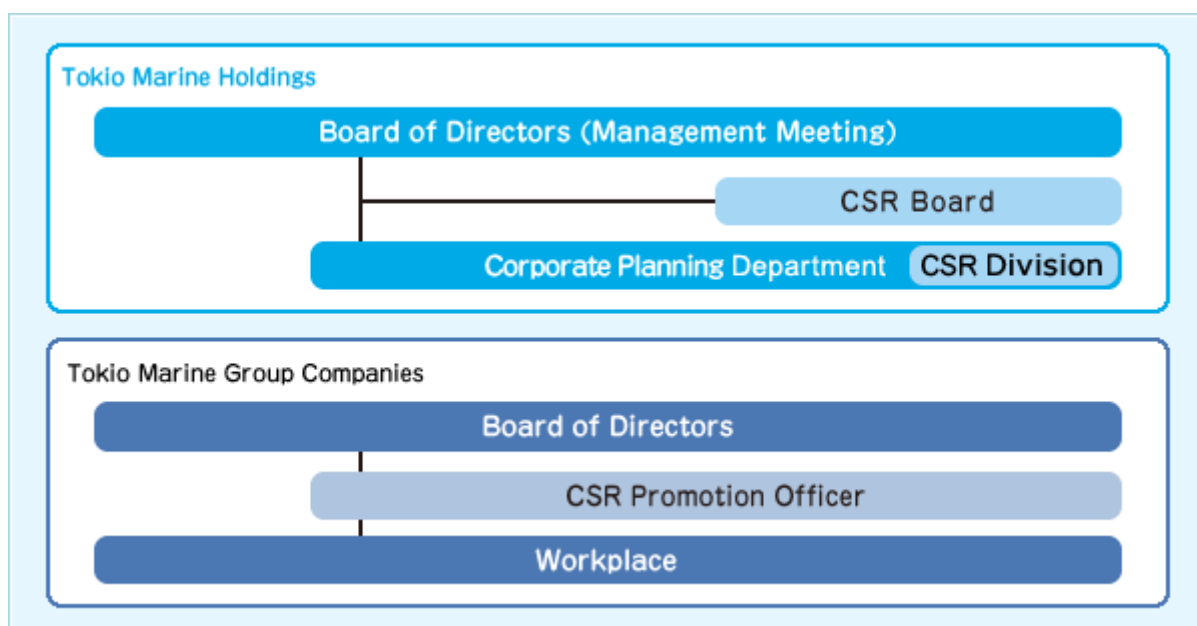 Tokio Marine Holdings
Board of Directors (Management Meeting)
CSR Board
Corporate Planning Department CSR Division
Tokio Marine Group Companies
Board of Directors
CSR Promotion Officer
Workplace